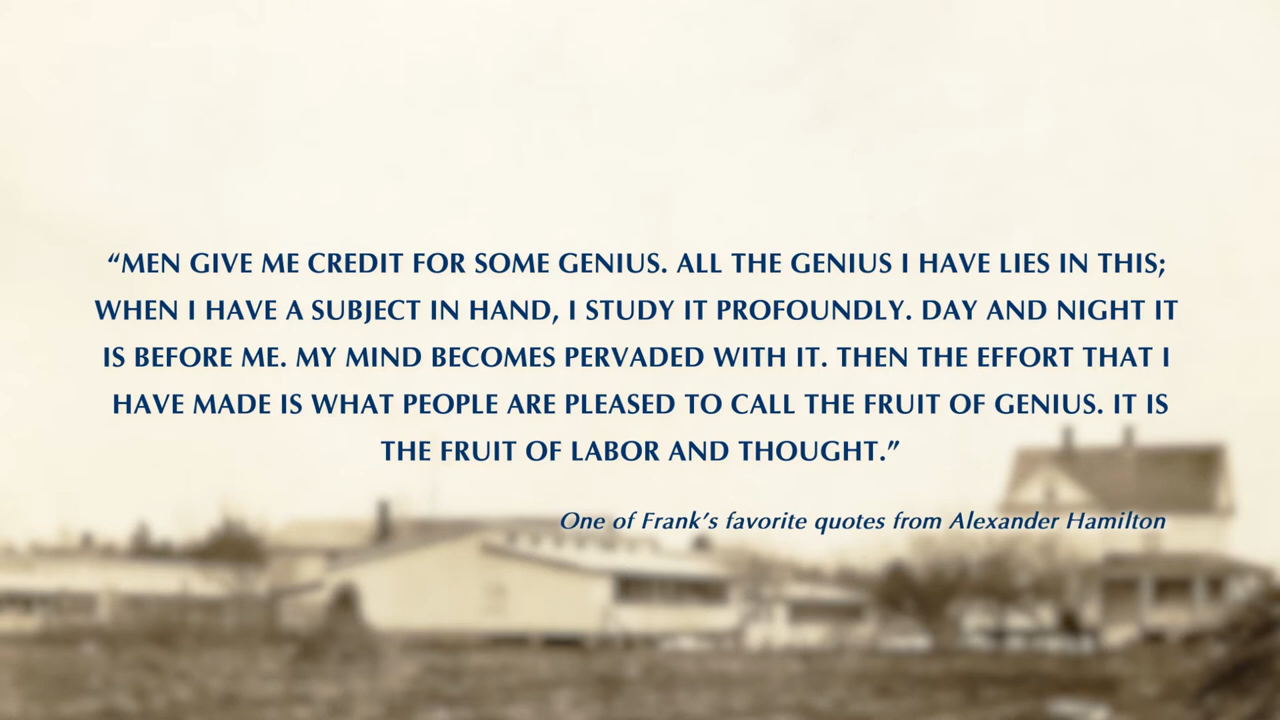 “MEN GIVE ME CREDIT FOR SOME GENIUS. ALL THE GENIUS I HAVE LIES IN THIS;
WHEN I HAVE A SUBJECT IN HAND, I STUDY IT PROFOUNDLY. DAY AND NIGHT IT
IS BEFORE ME. MY MIND BECOMES PERVADED WITH IT. THEN THE EFFORT THAT I
HAVE MADE IS WHAT PEOPLE ARE PLEASED TO CALL THE FRUIT OF GENIUS. IT IS
THE FRUIT OF LABOR AND THOUGHT.”
One of Frank’s favorite quotes from Alexander Hamilton